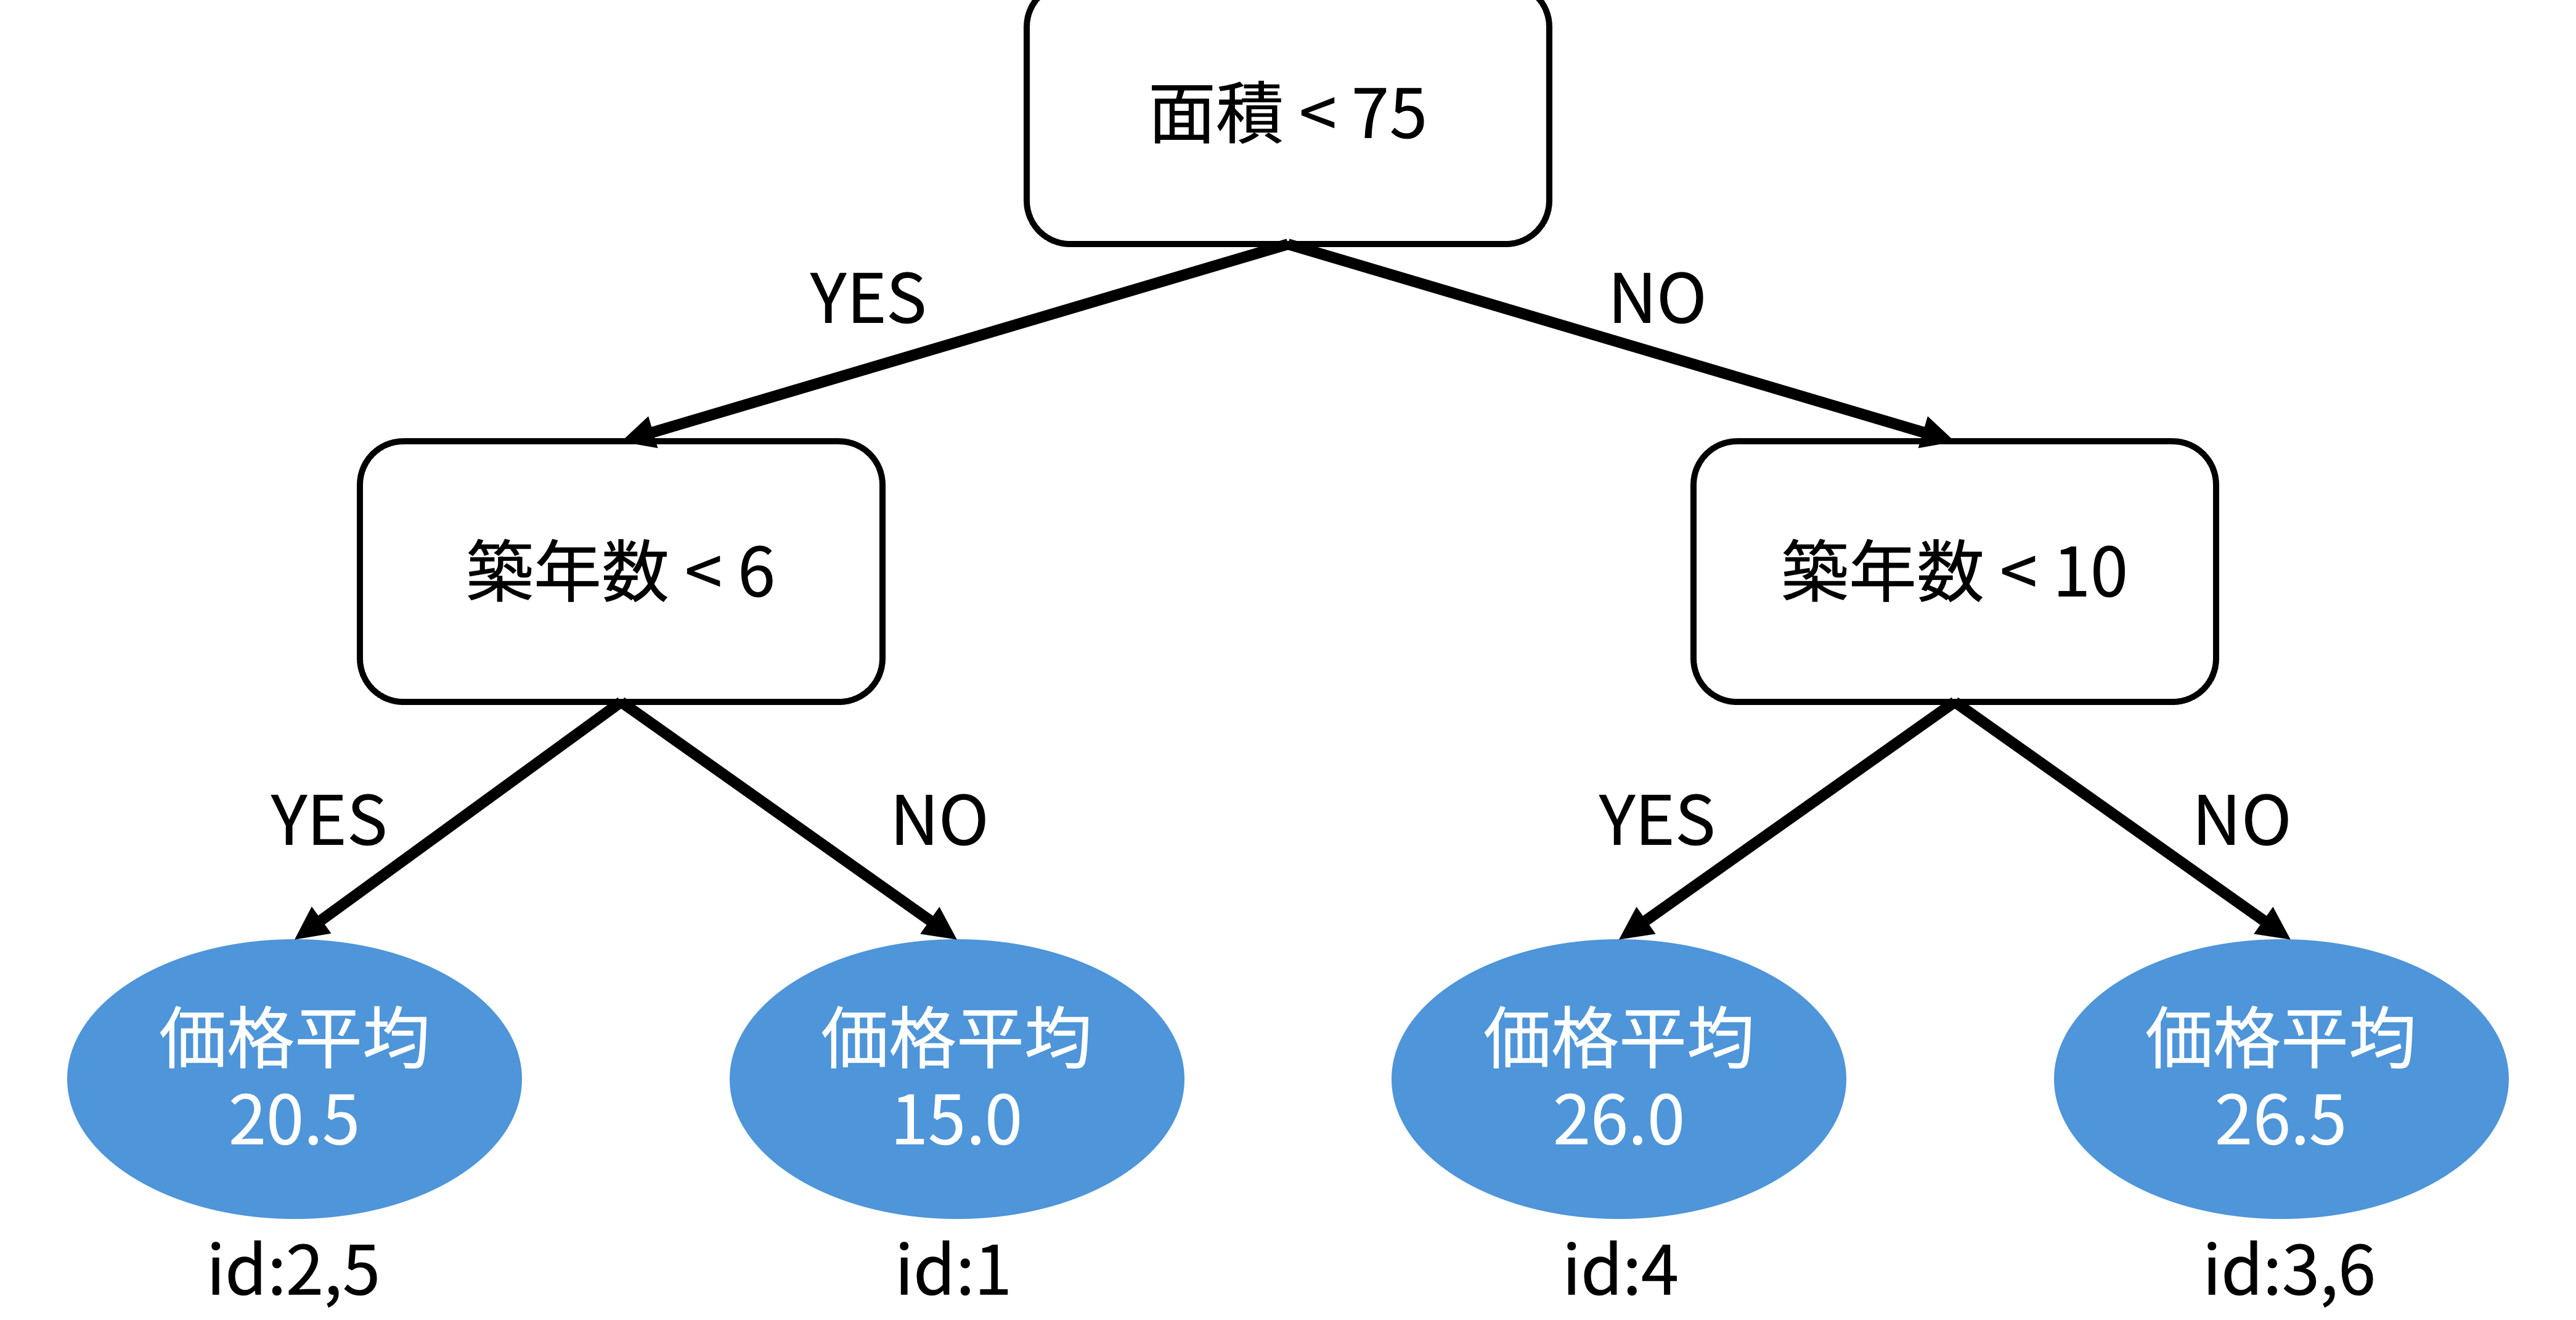 面積 < 75
YES
NO
築年数 < 6
築年数 < 10
YES
NO
YES
NO
価格平均
20.5
価格平均
15.0
価格平均
26.0
価格平均
26.5
id:2,5
id:1
id:4
id:3,6